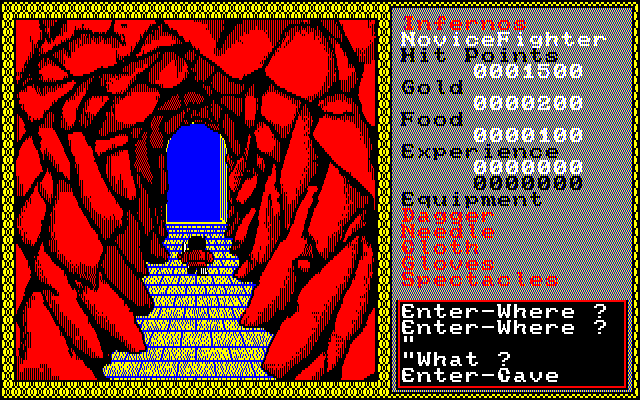 Infernos
NoviceFighter
Hit Points
0001500
Gold
0000200
Food
0000100
Experience
0000000
0000000
Equipment
Dagger
Needle
Cloth
Gloves
Spectacles
Enter-Where ?
Enter-Where ?
"
"What ?
Enter-Cave